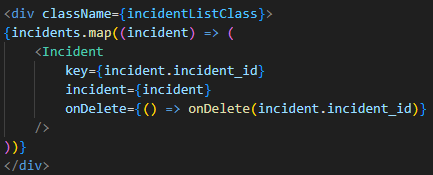 <div className={incidentListClass}>
{incidents.map((incident) => (
    <Incident
        key={incident.incident_id}
        incident={incident}
        onDelete={() => onDelete(incident.incident_id)}
    />
))}
</div>